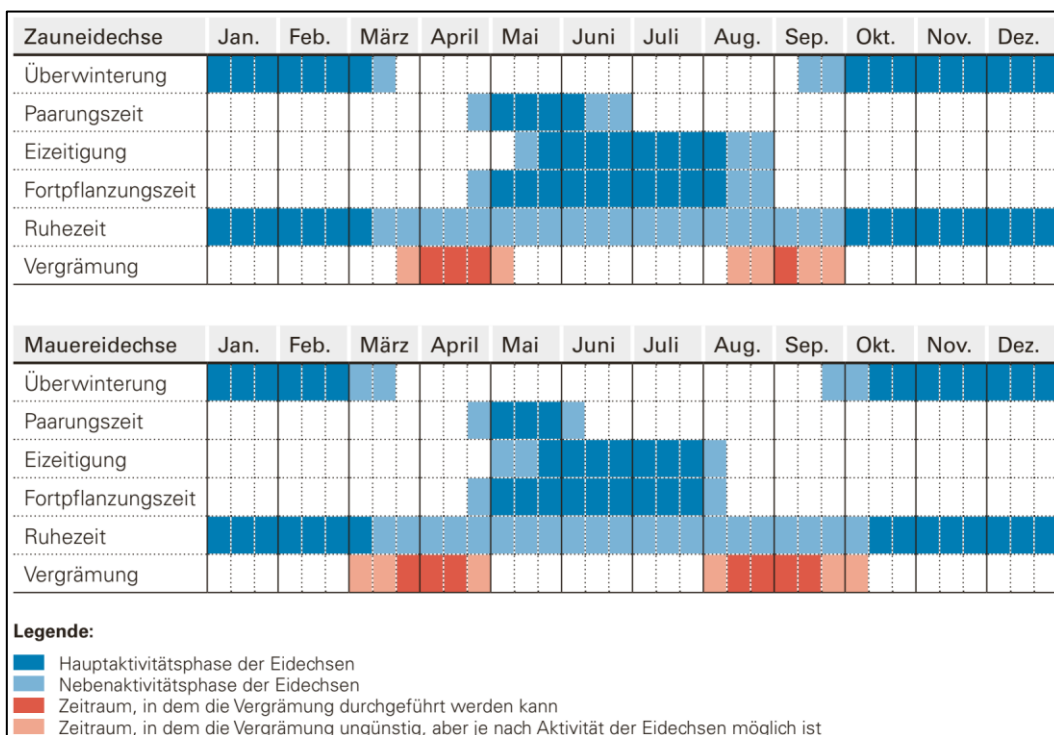 Zauneidechse Jan. Feb. März April Mai Juni Juli Aug. Sep. Okt. Nov. Dez.
Überwinterung
Paarungszeit
Eizeitigung
Fortpflanzungszeit
Ruhezeit
Vergrämung
Mauereidechse Jan. Feb. März April Mai Juni Juli Aug. Sep. Okt. Nov. Dez.
Überwinterung
Paarungszeit
Eizeitigung
Fortpflanzungszeit
Ruhezeit
Vergrämung
Legende:
Hauptaktivitätsphase der Eidechsen
Nebenaktivitätsphase der Eidechsen
Zeitraum, in dem die Vergrämung durchgeführt werden kann
Zeitraum, in dem die Vergrämung ungünstig, aber je nach Aktivität der Eidechsen möglich ist